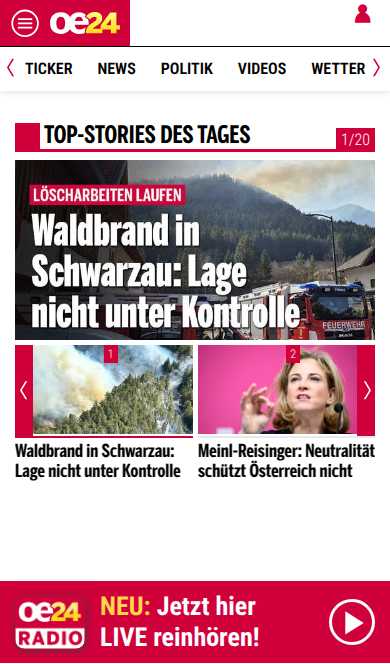 oe24
TICKER NEWS POLITIK VIDEOS WETTER
TOP-STORIES DES TAGES
1/20
LÖSCHARBEITEN LAUFEN
Waldbrand in
Schwarzau: Lage
nicht unter Kontrolle
FEUERWEHR
1
2
Waldbrand in Schwarzau:
Lage nicht unter Kontrolle
Meinl-Reisinger: Neutralität
schützt Österreich nicht
oe24
RADIO
NEU: Jetzt hier
LIVE reinhören!